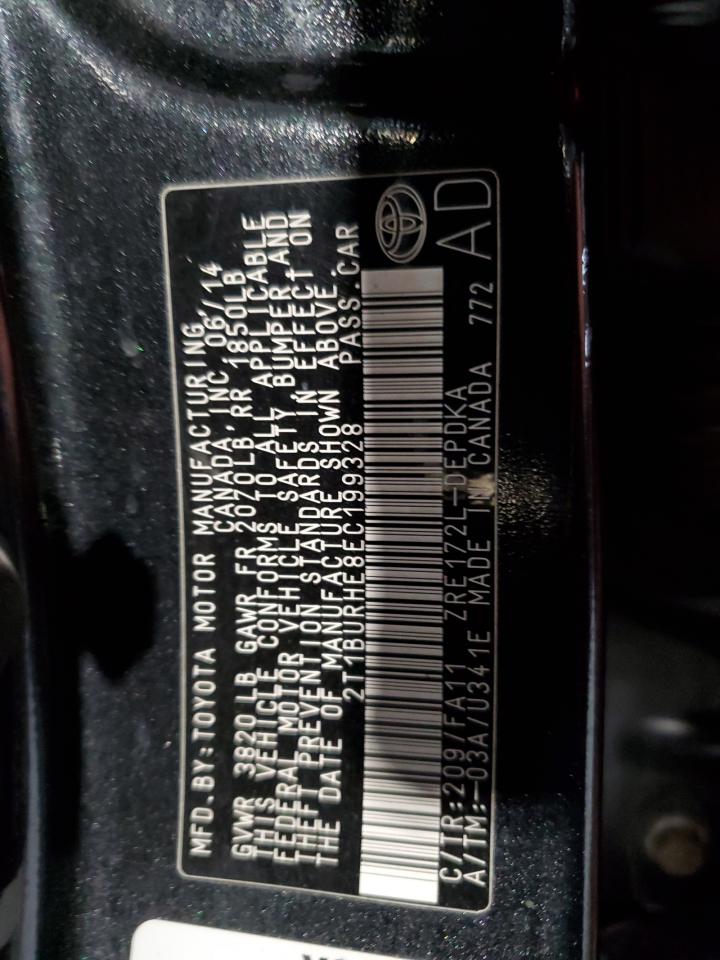 MFD.BY:TOYOTA MOTOR MANUFACTURING,
CANADA,INC 06/14
GVWR 3820LB GAWR FR 2070LB,RR 1850LB
THIS VEHICLE CONFORMS TO ALL APPLICABLE
FEDERAL MOTOR VEHICLE SAFETY, BUMPER AND
THEFT PREVENTION STANDARDS IN EFFECT ON
THE DATE OF MANUFACTURE SHOWN ABOVE.
2T1BURHE8EC199328 PASS.CAR
C/TR:209/FA11 ZRE172L-DEPDKA
A/TM:-03A/U341E MADE IN CANADA 772
AD